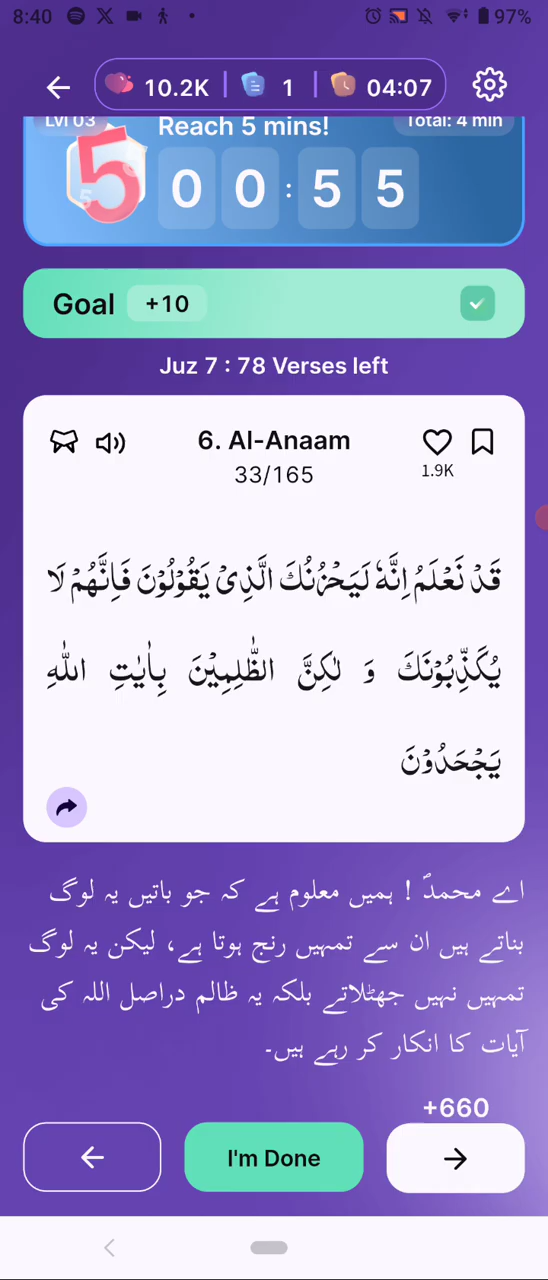 8:40
97%
10.2K
1
04:07
Lvl 03
Reach 5 mins!
Total: 4 min
5
00:55
Goal
+10
Juz 7 : 78 Verses left
6. Al-Anaam
33/165
1.9K
قَدْ نَعْلَمُ اِنَّهٗ لَيَحْزُنُكَ الَّذِىْ يَقُوْلُوْنَ فَاِنَّهُمْ لَا
يُكَذِّبُوْنَكَ وَ لٰكِنَّ الظّٰلِمِيْنَ بِاٰيٰتِ اللّٰهِ
يَجْحَدُوْنَ
اے محمدؐ ! ہمیں معلوم ہے کہ جو باتیں یہ لوگ
بناتے ہیں ان سے تمہیں رنج ہوتا ہے، لیکن یہ لوگ
تمہیں نہیں جھٹلاتے بلکہ یہ ظالم دراصل اللہ کی
آیات کا انکار کر رہے ہیں۔
+660
I'm Done